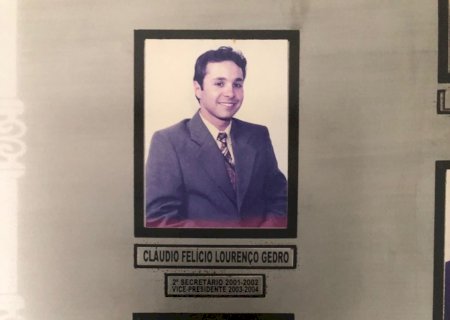 CLÁUDIO FELÍCIO LOURENÇO GEDRO
2º SECRETÁRIO 2001-2002
VICE-PRESIDENTE 2003-2004